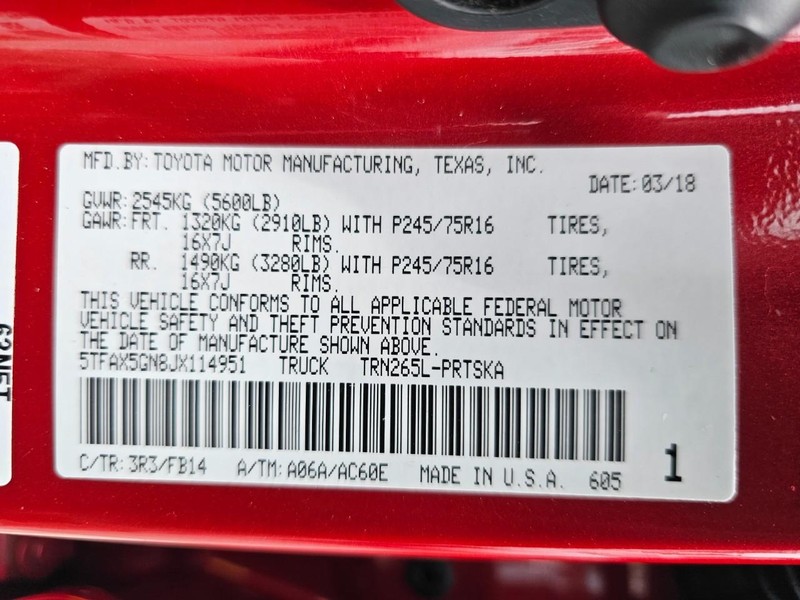 MFD.BY:TOYOTA MOTOR MANUFACTURING, TEXAS, INC.
DATE:03/18
GVWR:2545KG (5600LB)
GAWR:FRT. 1320KG (2910LB) WITH P245/75R16 TIRES,
16X7J RIMS.
RR. 1490KG (3280LB) WITH P245/75R16 TIRES,
16X7J RIMS.
THIS VEHICLE CONFORMS TO ALL APPLICABLE FEDERAL MOTOR
VEHICLE SAFETY AND THEFT PREVENTION STANDARDS IN EFFECT ON
THE DATE OF MANUFACTURE SHOWN ABOVE.
5TFAX5GN8JX114951 TRUCK TRN265L-PRTSKA
C/TR:3R3/FB14 A/TM:A06A/AC60E MADE IN U.S.A. 605
1